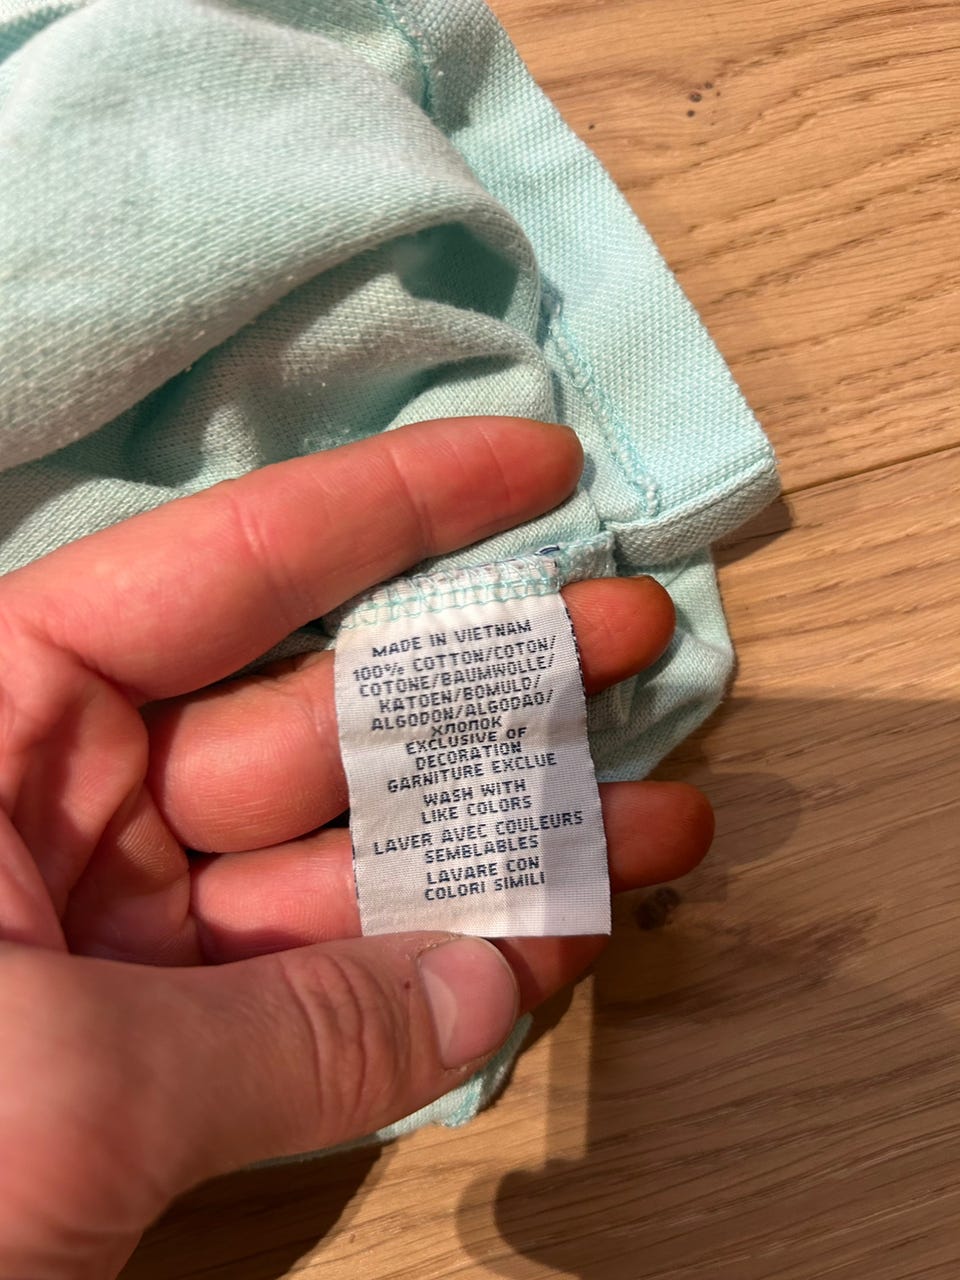 MADE IN VIETNAM
100% COTTON/COTON/
COTONE/BAUMWOLLE/
KATOEN/BOMULD/
ALGODON/ALGODAO/
ХЛОПОК
EXCLUSIVE OF
DECORATION
GARNITURE EXCLUE
WASH WITH
LIKE COLORS
LAVER AVEC COULEURS
SEMBLABLES
LAVARE CON
COLORI SIMILI